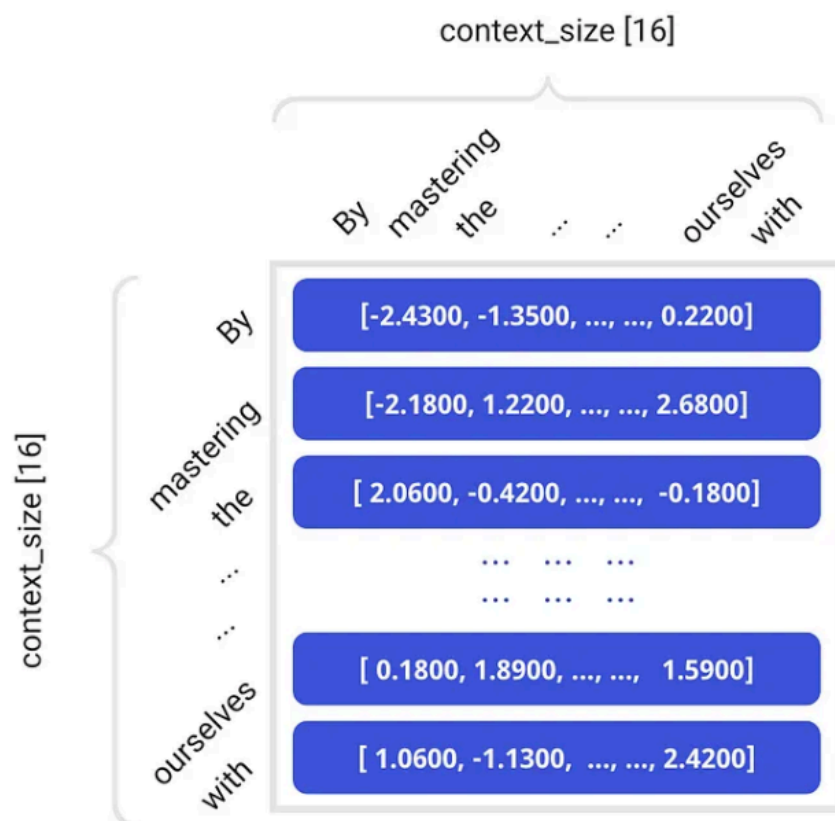 context_size [16]
By mastering the ... ... ourselves with
By [-2.4300, -1.3500, ..., ..., 0.2200]
mastering [-2.1800, 1.2200, ..., ..., 2.6800]
the [ 2.0600, -0.4200, ..., ..., -0.1800]
... ... ... ...
... ... ... ...
ourselves [ 0.1800, 1.8900, ..., ..., 1.5900]
with [ 1.0600, -1.1300, ..., ..., 2.4200]
context_size [16]